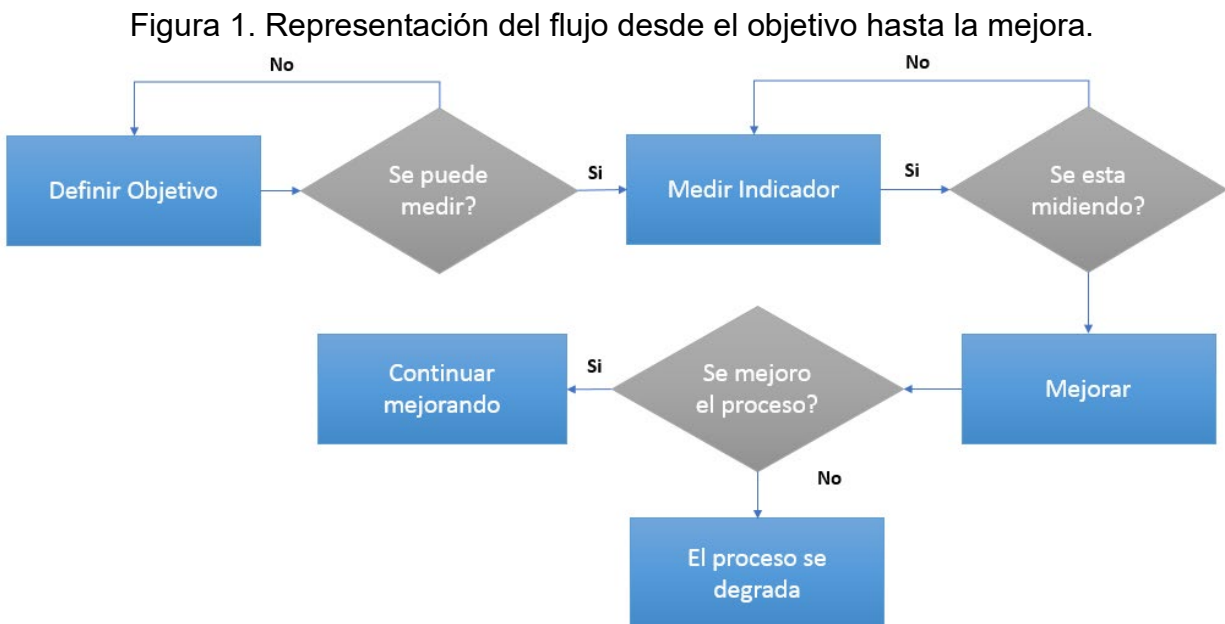 Figura 1. Representación del flujo desde el objetivo hasta la mejora.
No
No
Definir Objetivo
Se puede
medir?
Si
Medir Indicador
Si
Se esta
midiendo?
Continuar
mejorando
Si
Se mejoro
el proceso?
Mejorar
No
El proceso se
degrada